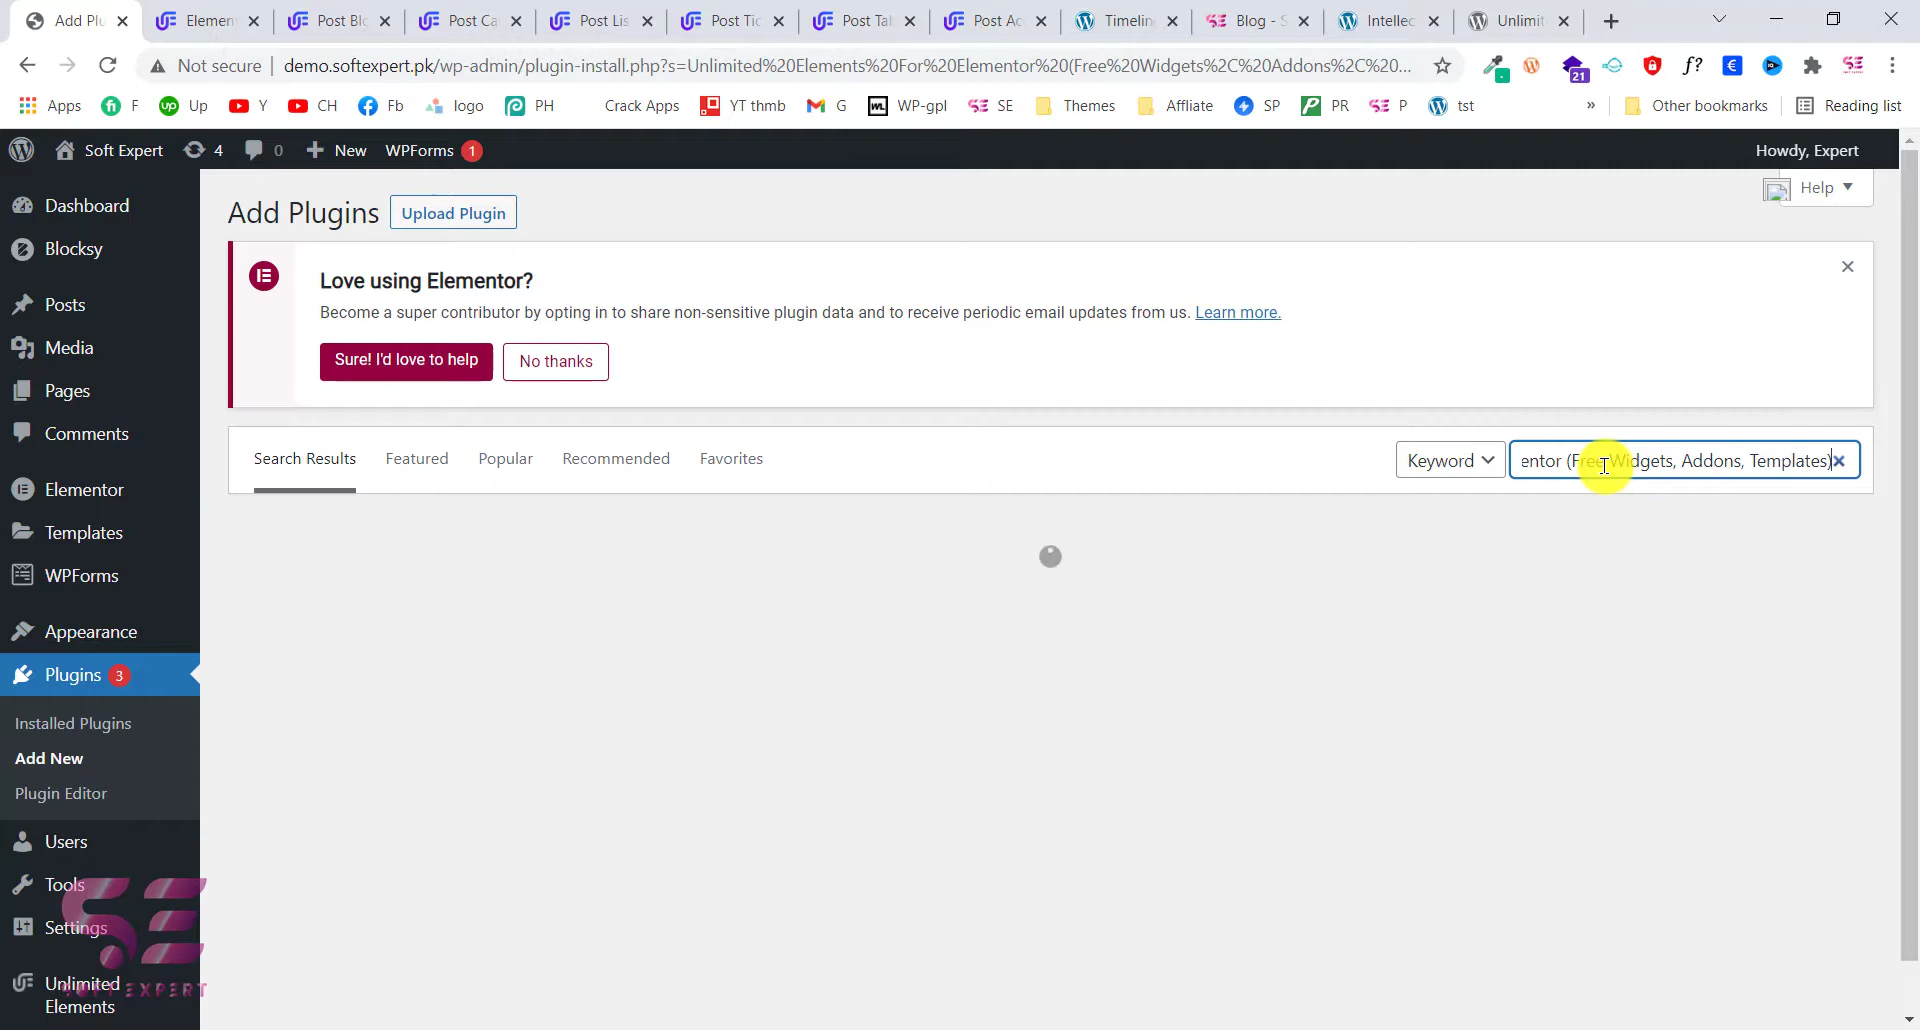 Add Plu
Elemen
Post Blo
Post Ca
Post Lis
Post Tic
Post Tab
Post Ac
Timelin
Blog - S
Intellec
Unlimit
Not secure
demo.softexpert.pk/wp-admin/plugin-install.php?s=Unlimited%20Elements%20For%20Elementor%20(Free%20Widgets%2C%20Addons%2C%20...
21
f?
Apps
F
Up
Y
CH
Fb
logo
PH
Crack Apps
YT thmb
G
WP-gpl
SE
Themes
Affliate
SP
PR
P
tst
»
Other bookmarks
Reading list
Soft Expert
4
0
New
WPForms 1
Howdy, Expert
Help
Dashboard
Blocksy
Posts
Media
Pages
Comments
Elementor
Templates
WPForms
Appearance
Plugins 3
Installed Plugins
Add New
Plugin Editor
Users
Tools
Settings
Unlimited
Elements
SOFT EXPERT
Add Plugins
Upload Plugin
Love using Elementor?
Become a super contributor by opting in to share non-sensitive plugin data and to receive periodic email updates from us. Learn more.
Sure! I'd love to help
No thanks
Search Results
Featured
Popular
Recommended
Favorites
Keyword
entor (Free Widgets, Addons, Templates)